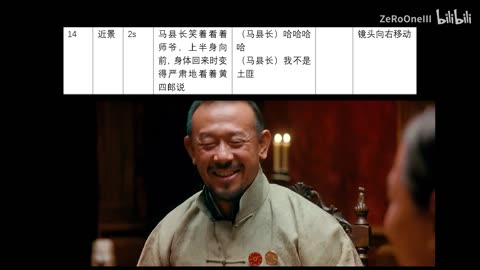 ZeRoOneIII bilibili
14 近景 2s 马县长笑着看着 （马县长）哈哈哈 镜头向右移动
师爷，上半身向 哈
前，身体回来时变 （马县长）我不是
得严肃地看着黄 土匪
四郎说